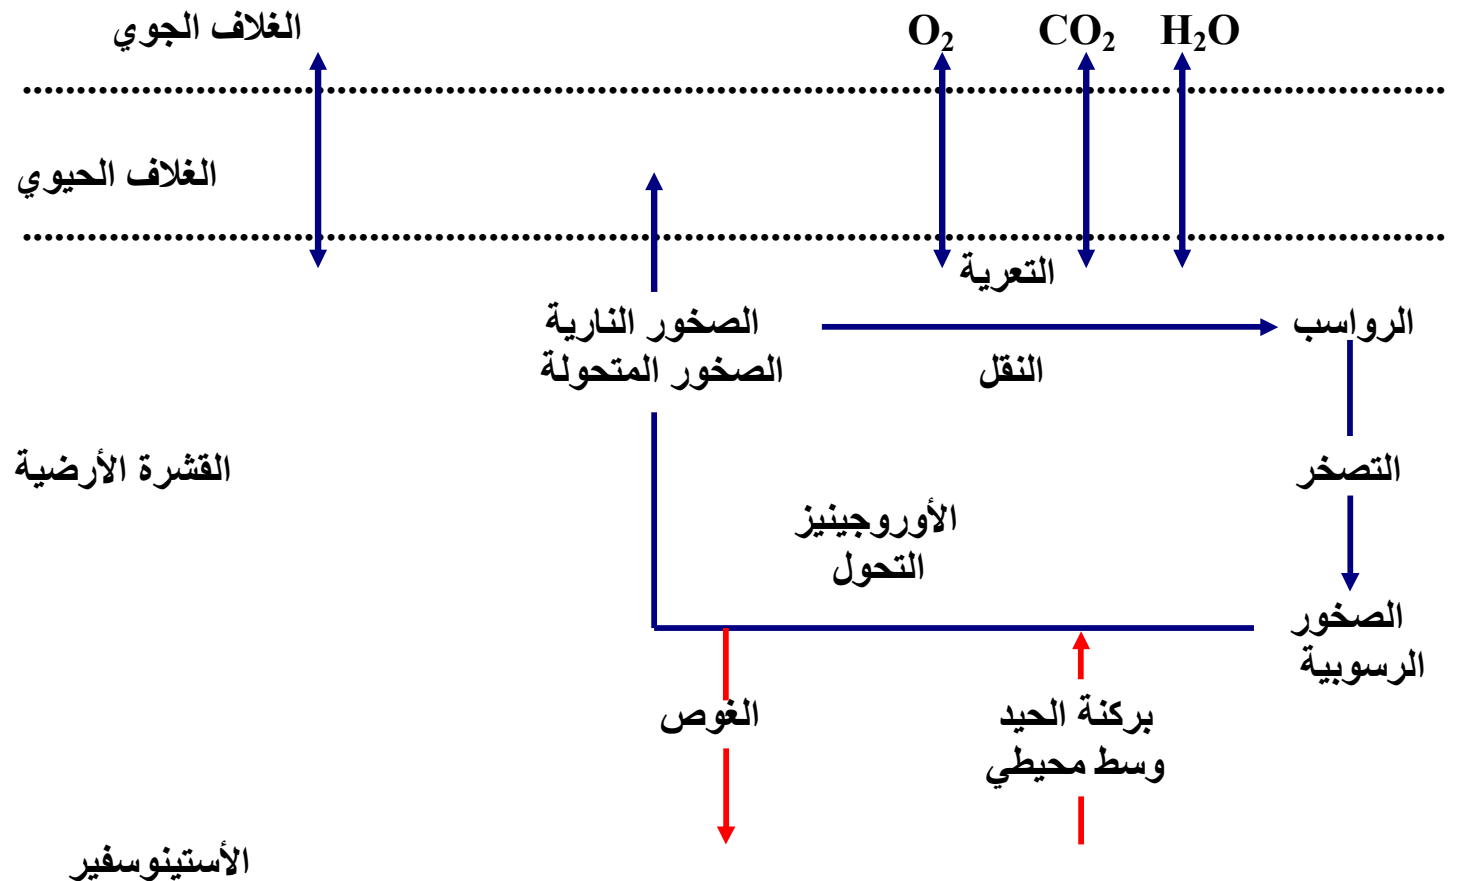 الغلاف الجوي
O₂ CO₂ H₂O
الغلاف الحيوي
التعرية
الصخور النارية
الرواسب
الصخور المتحولة
النقل
القشرة الأرضية
التصخر
الأوروجينيز
التحول
الصخور
الرسوبية
الغوص
بركنة الحيد
وسط محيطي
الأستينوسفير